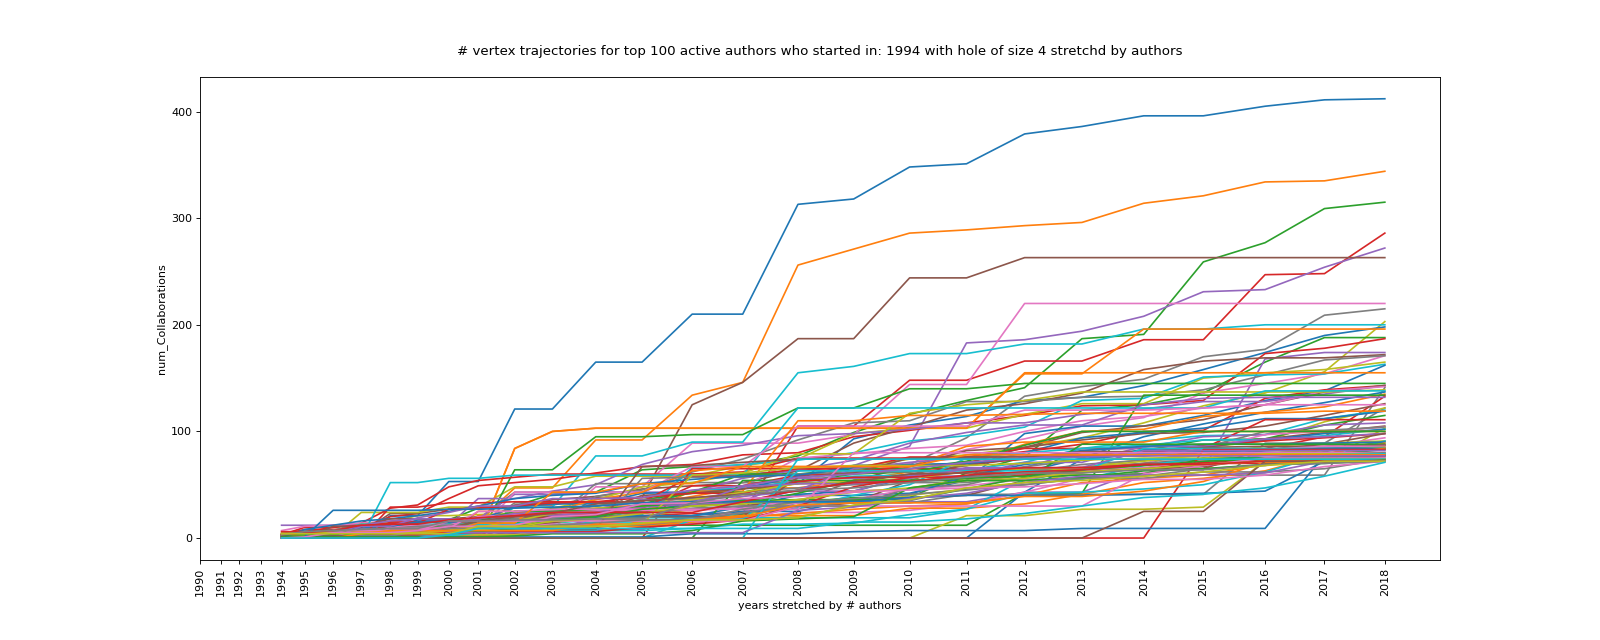 # vertex trajectories for top 100 active authors who started in: 1994 with hole of size 4 stretchd by authors
num_Collaborations
400
300
200
100
0
1990 1991 1992 1993 1994 1995 1996 1997 1998 1999 2000 2001 2002 2003 2004 2005 2006 2007 2008 2009 2010 2011 2012 2013 2014 2015 2016 2017 2018
years stretched by # authors